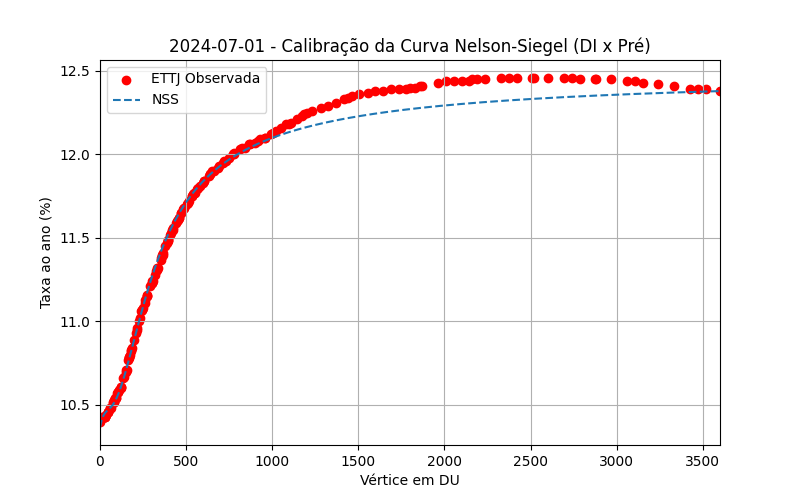 2024-07-01 - Calibração da Curva Nelson-Siegel (DI x Pré)
ETTJ Observada
NSS
Taxa ao ano (%)
12.5
12.0
11.5
11.0
10.5
0
500
1000
1500
2000
2500
3000
3500
Vértice em DU